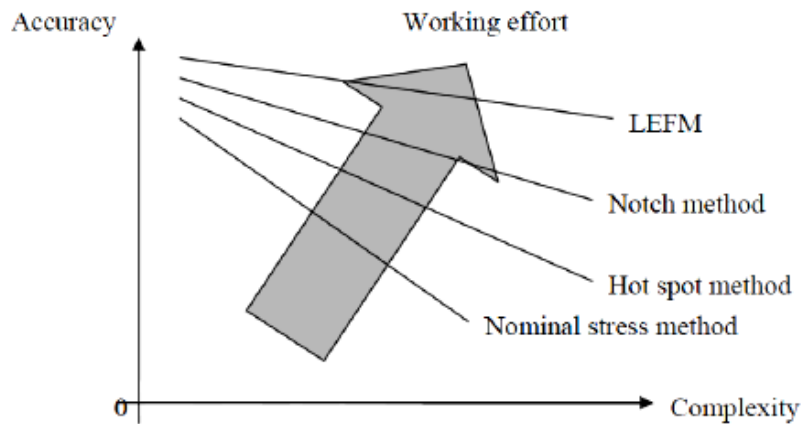 Accuracy
Working effort
LEFM
Notch method
Hot spot method
Nominal stress method
0
Complexity